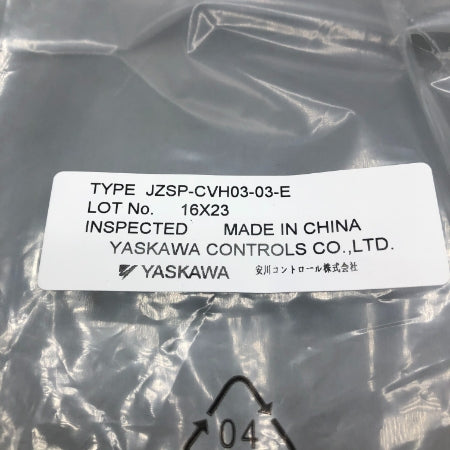 TYPE JZSP-CVH03-03-E
LOT No. 16X23
INSPECTED MADE IN CHINA
YASKAWA CONTROLS CO.,LTD.
YASKAWA 安川コントロール株式会社
04